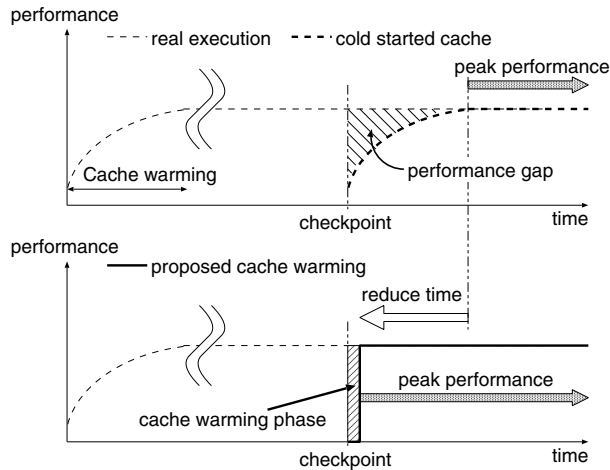 performance
real execution
cold started cache
peak performance
Cache warming
performance gap
checkpoint
time
performance
proposed cache warming
reduce time
peak performance
cache warming phase
checkpoint
time